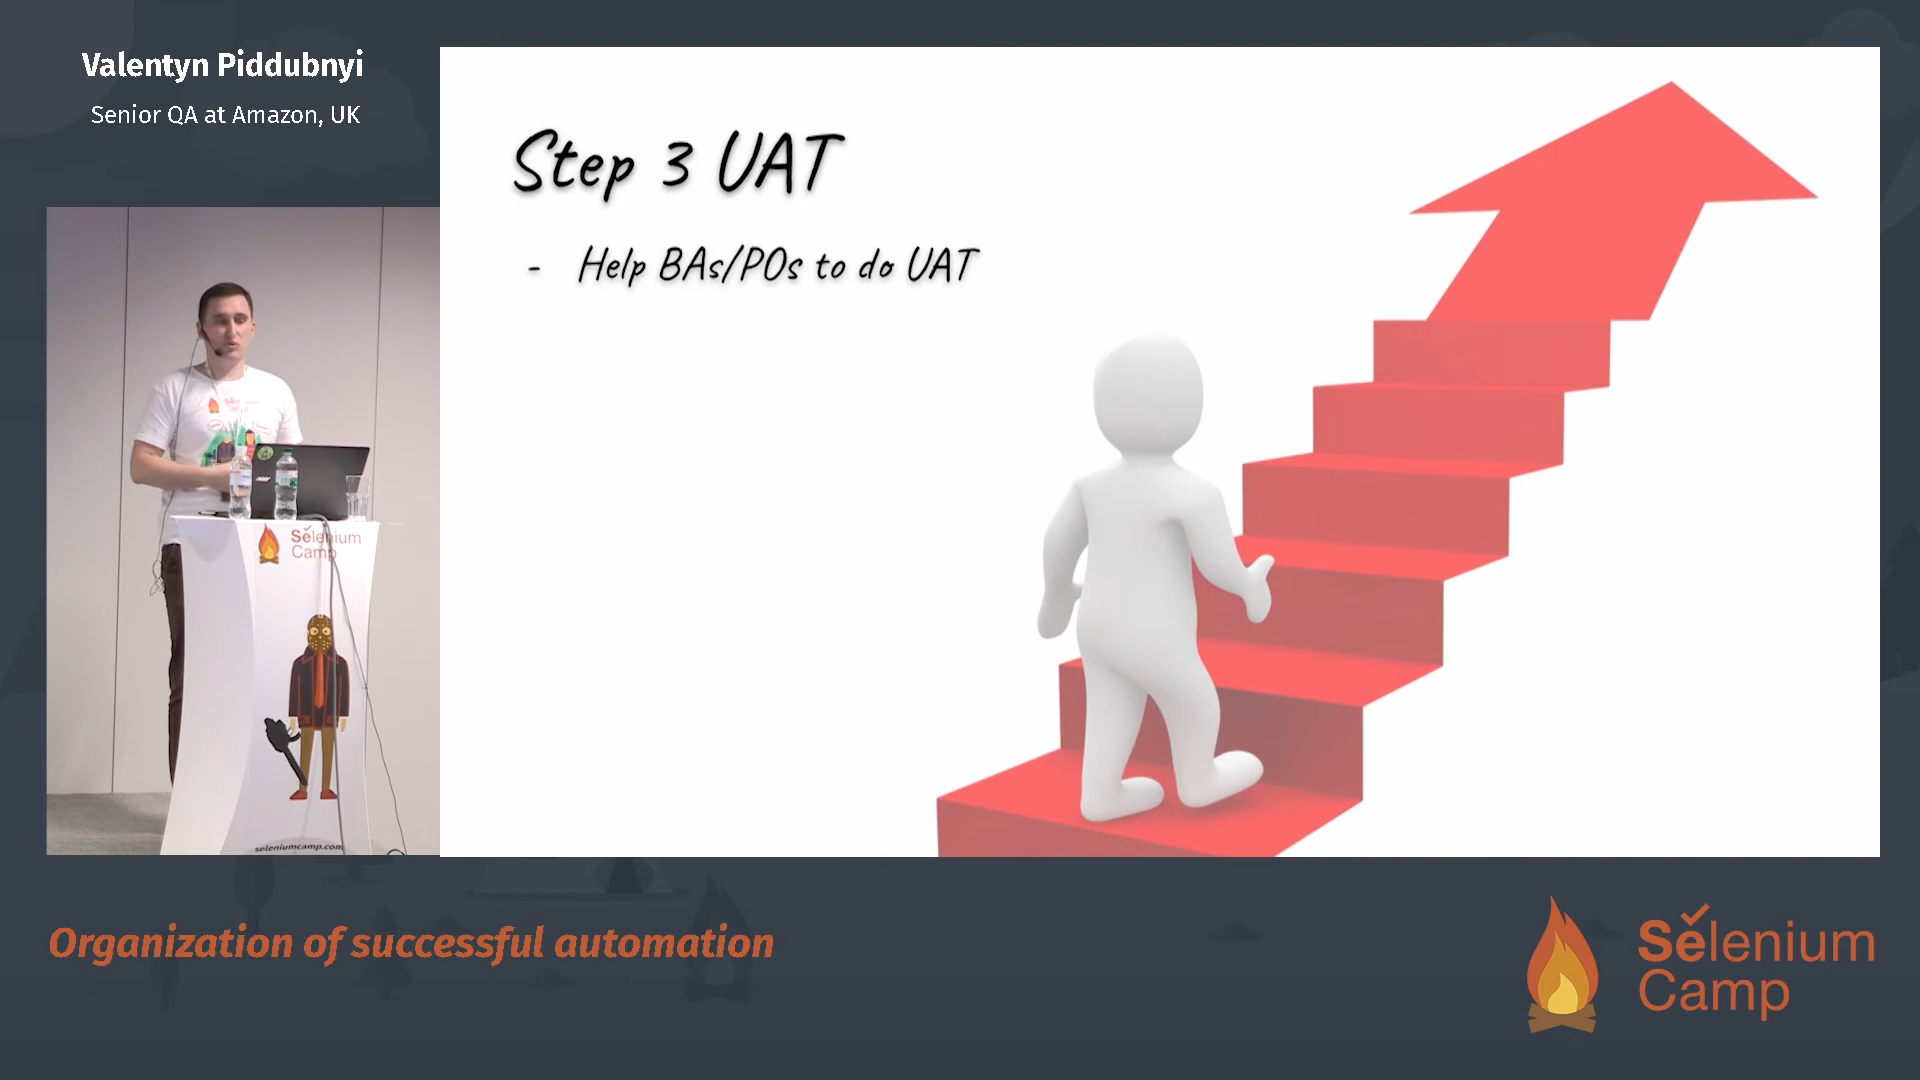 Valentyn Piddubnyi
Senior QA at Amazon, UK
Step 3 UAT
- Help BAs/POs to do UAT
acer
Selenium
Camp
seleniumcamp.com
Organization of successful automation
Selenium
Camp